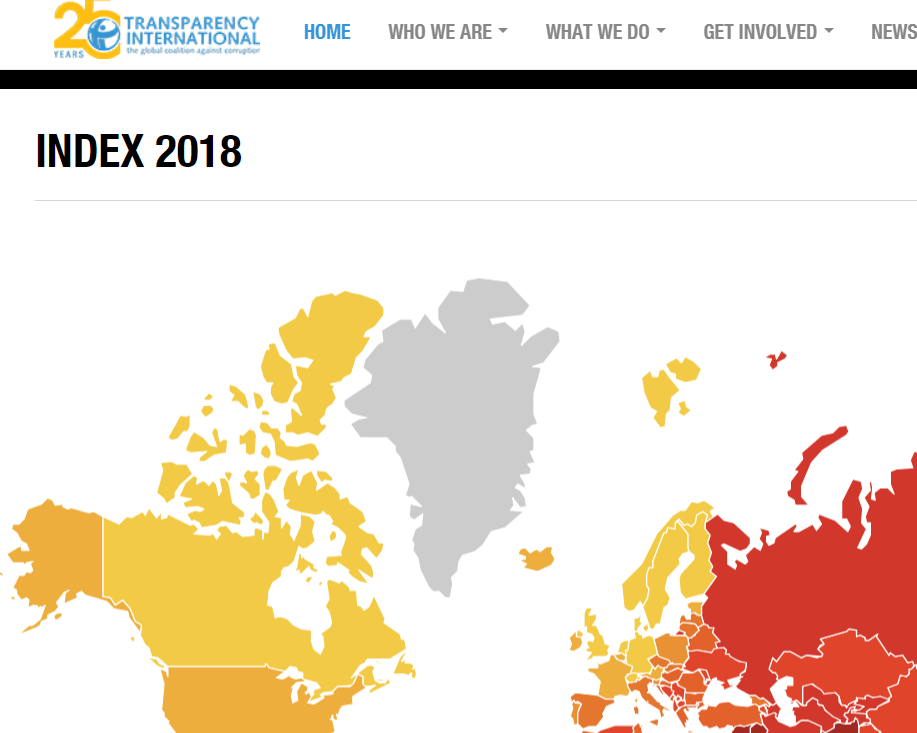 25
YEARS
TRANSPARENCY
INTERNATIONAL
the global coalition against corruption
HOME WHO WE ARE WHAT WE DO GET INVOLVED NEWS
INDEX 2018